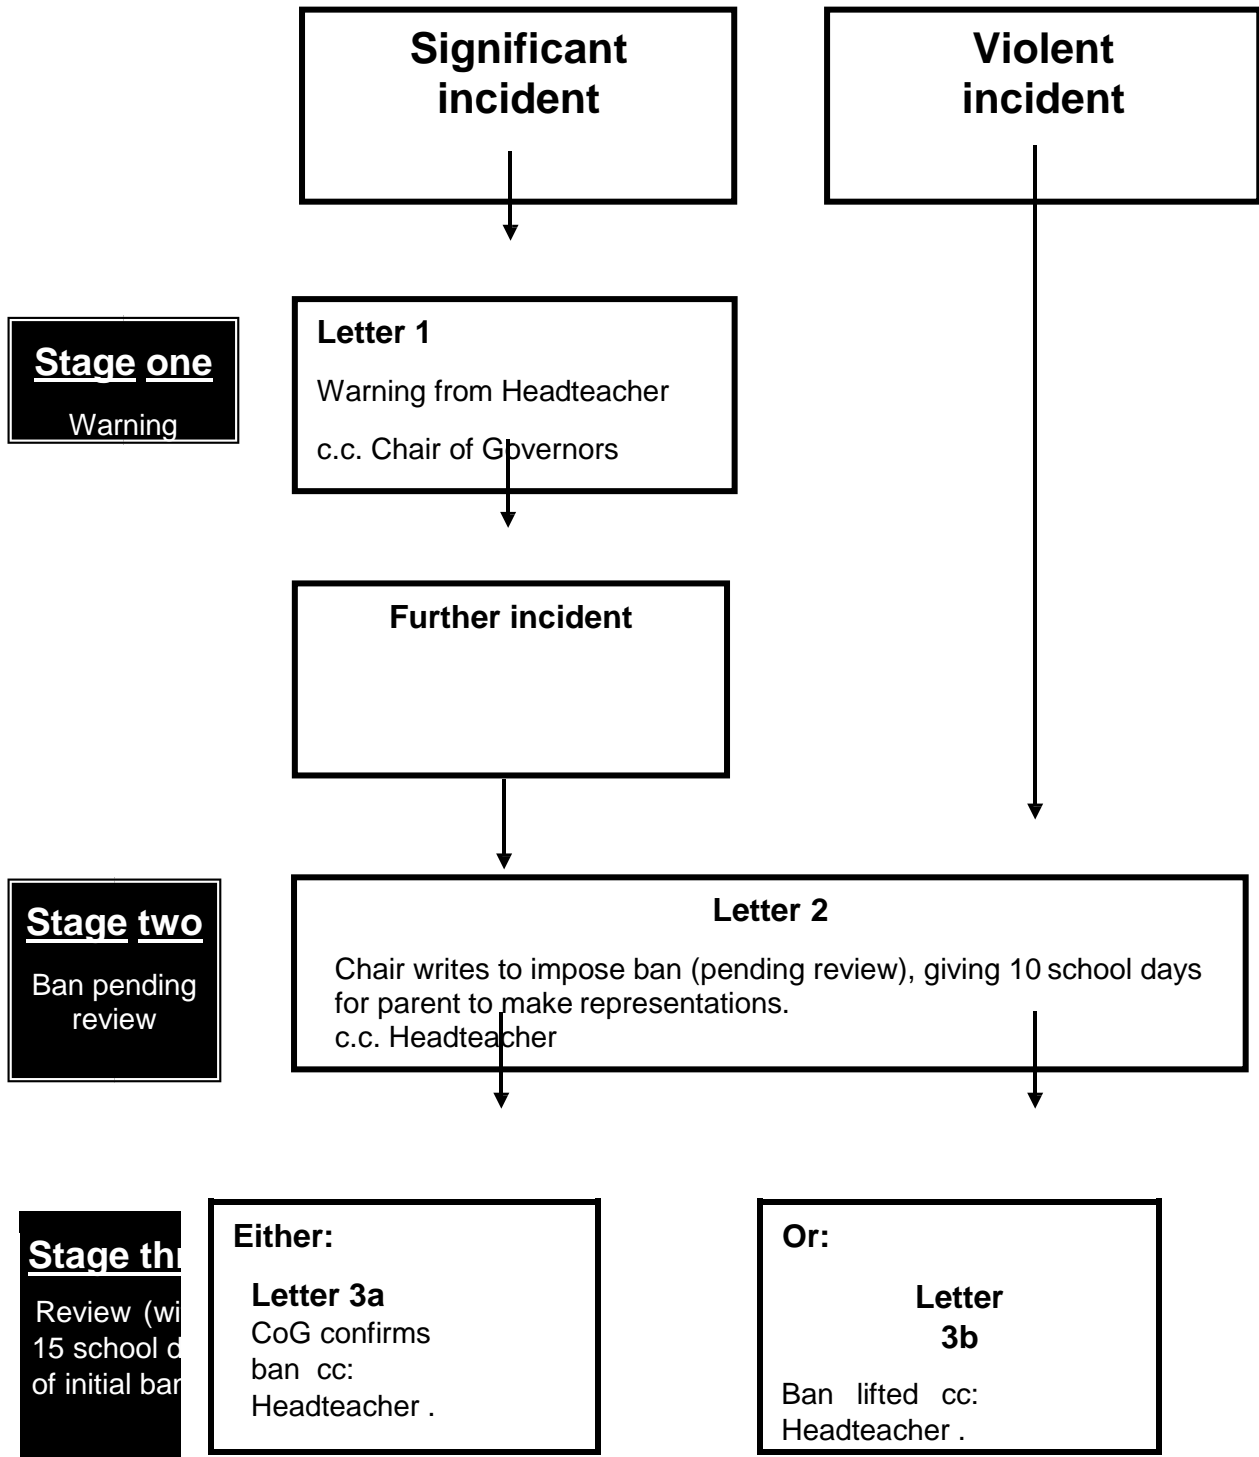 Significant
incident
Violent
incident
Stage one
Warning
Letter 1
Warning from Headteacher
c.c. Chair of Governors
Further incident
Stage two
Ban pending
review
Letter 2
Chair writes to impose ban (pending review), giving 10 school days
for parent to make representations.
c.c. Headteacher
Stage
Review
15 school
of initial
Either:
Letter 3a
CoG confirms
ban cc:
Headteacher .
Or:
Letter
3b
Ban lifted cc:
Headteacher .